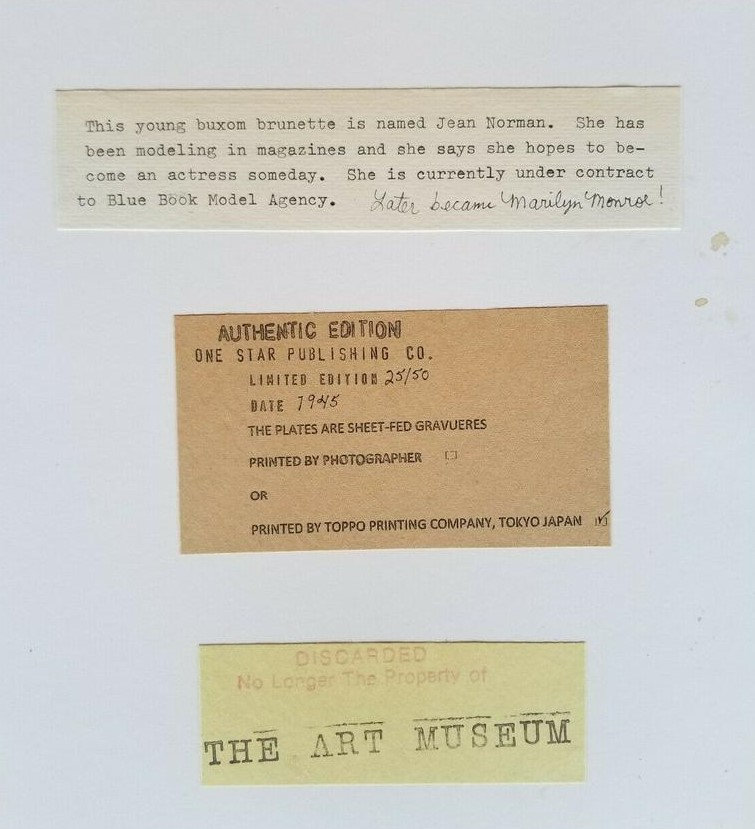 This young buxom brunette is named Jean Norman. She has
been modeling in magazines and she says she hopes to be-
come an actress someday. She is currently under contract
to Blue Book Model Agency. Later became Marilyn Monroe!
AUTHENTIC EDITION
ONE STAR PUBLISHING CO.
LIMITED EDITION 25/50
DATE 1945
THE PLATES ARE SHEET-FED GRAVUERES
PRINTED BY PHOTOGRAPHER
OR
PRINTED BY TOPPO PRINTING COMPANY, TOKYO JAPAN
DISCARDED
No Longer The Property of
THE ART MUSEUM